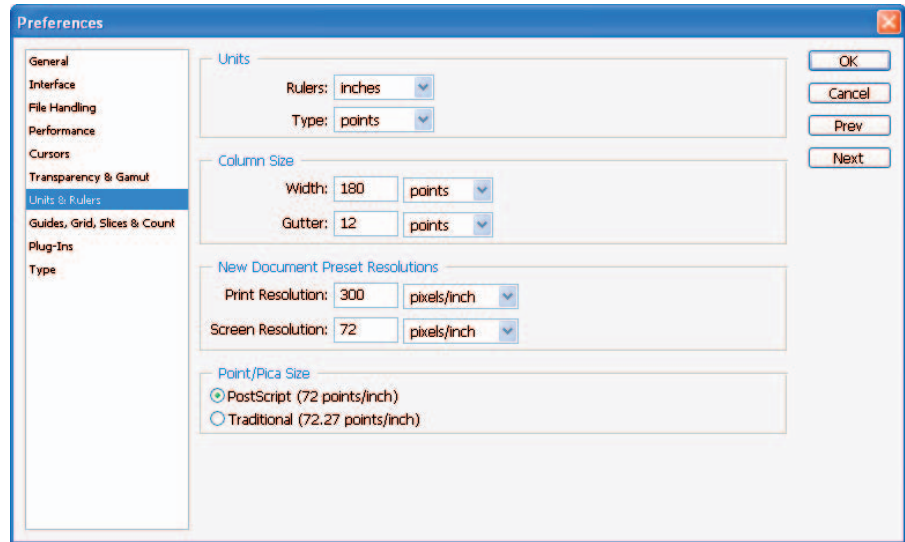 Preferences
General
Interface
File Handling
Performance
Cursors
Transparency & Gamut
Units & Rulers
Guides, Grid, Slices & Count
Plug-Ins
Type
Units
Rulers: inches
Type: points
Column Size
Width: 180 points
Gutter: 12 points
New Document Preset Resolutions
Print Resolution: 300 pixels/inch
Screen Resolution: 72 pixels/inch
Point/Pica Size
PostScript (72 points/inch)
Traditional (72.27 points/inch)
OK
Cancel
Prev
Next